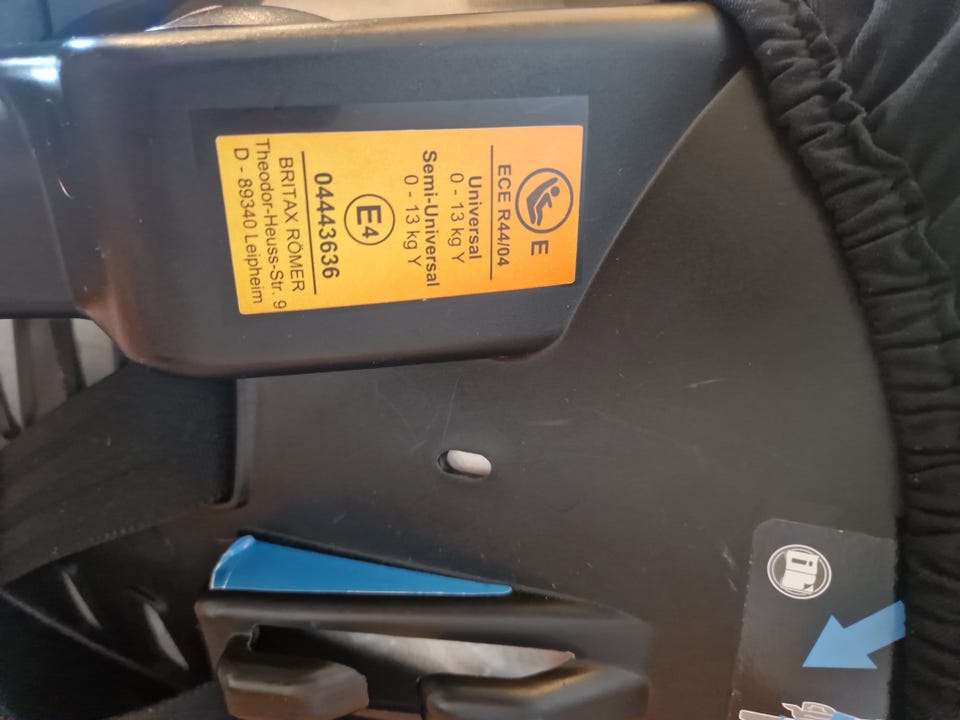 E
ECE R44/04
Universal
0 - 13 kg Y
Semi-Universal
0 - 13 kg Y
E4
04443636
BRITAX RÖMER
Theodor-Heuss-Str. 9
D - 89340 Leipheim